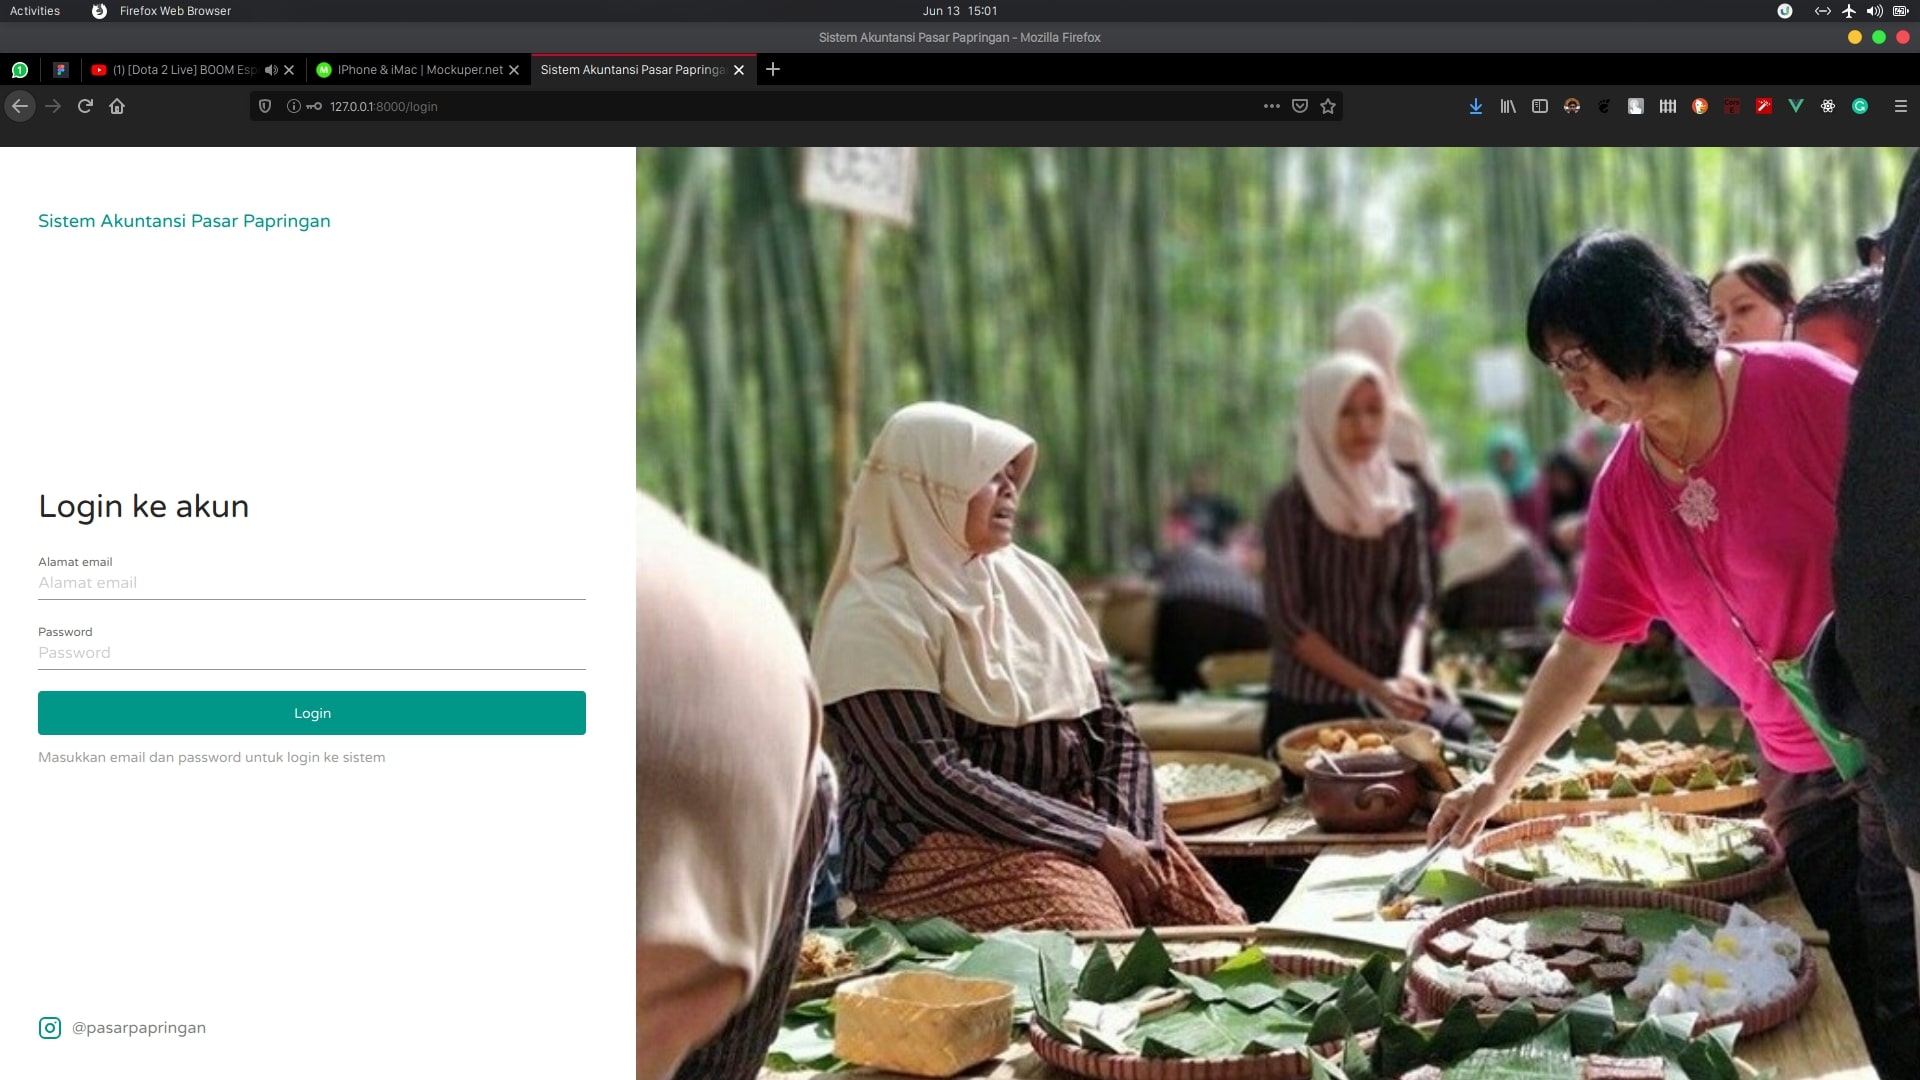 Activities Firefox Web Browser Jun 13 15:01
Sistem Akuntansi Pasar Papringan - Mozilla Firefox
1 (1) [Dota 2 Live] BOOM Esp IPhone & iMac | Mockuper.net Sistem Akuntansi Pasar Papringa
127.0.0.1:8000/login
Sistem Akuntansi Pasar Papringan
Login ke akun
Alamat email
Alamat email
Password
Password
Login
Masukkan email dan password untuk login ke sistem
@pasarpapringan